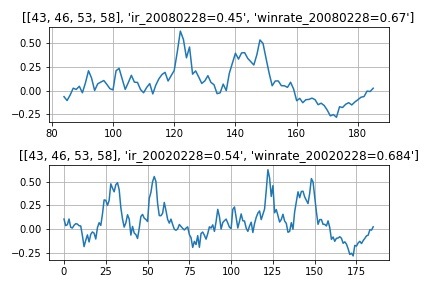 [[43, 46, 53, 58], 'ir_20080228=0.45', 'winrate_20080228=0.67']
0.50
0.25
0.00
−0.25
80 100 120 140 160 180
[[43, 46, 53, 58], 'ir_20020228=0.54', 'winrate_20020228=0.684']
0.50
0.25
0.00
−0.25
0 25 50 75 100 125 150 175